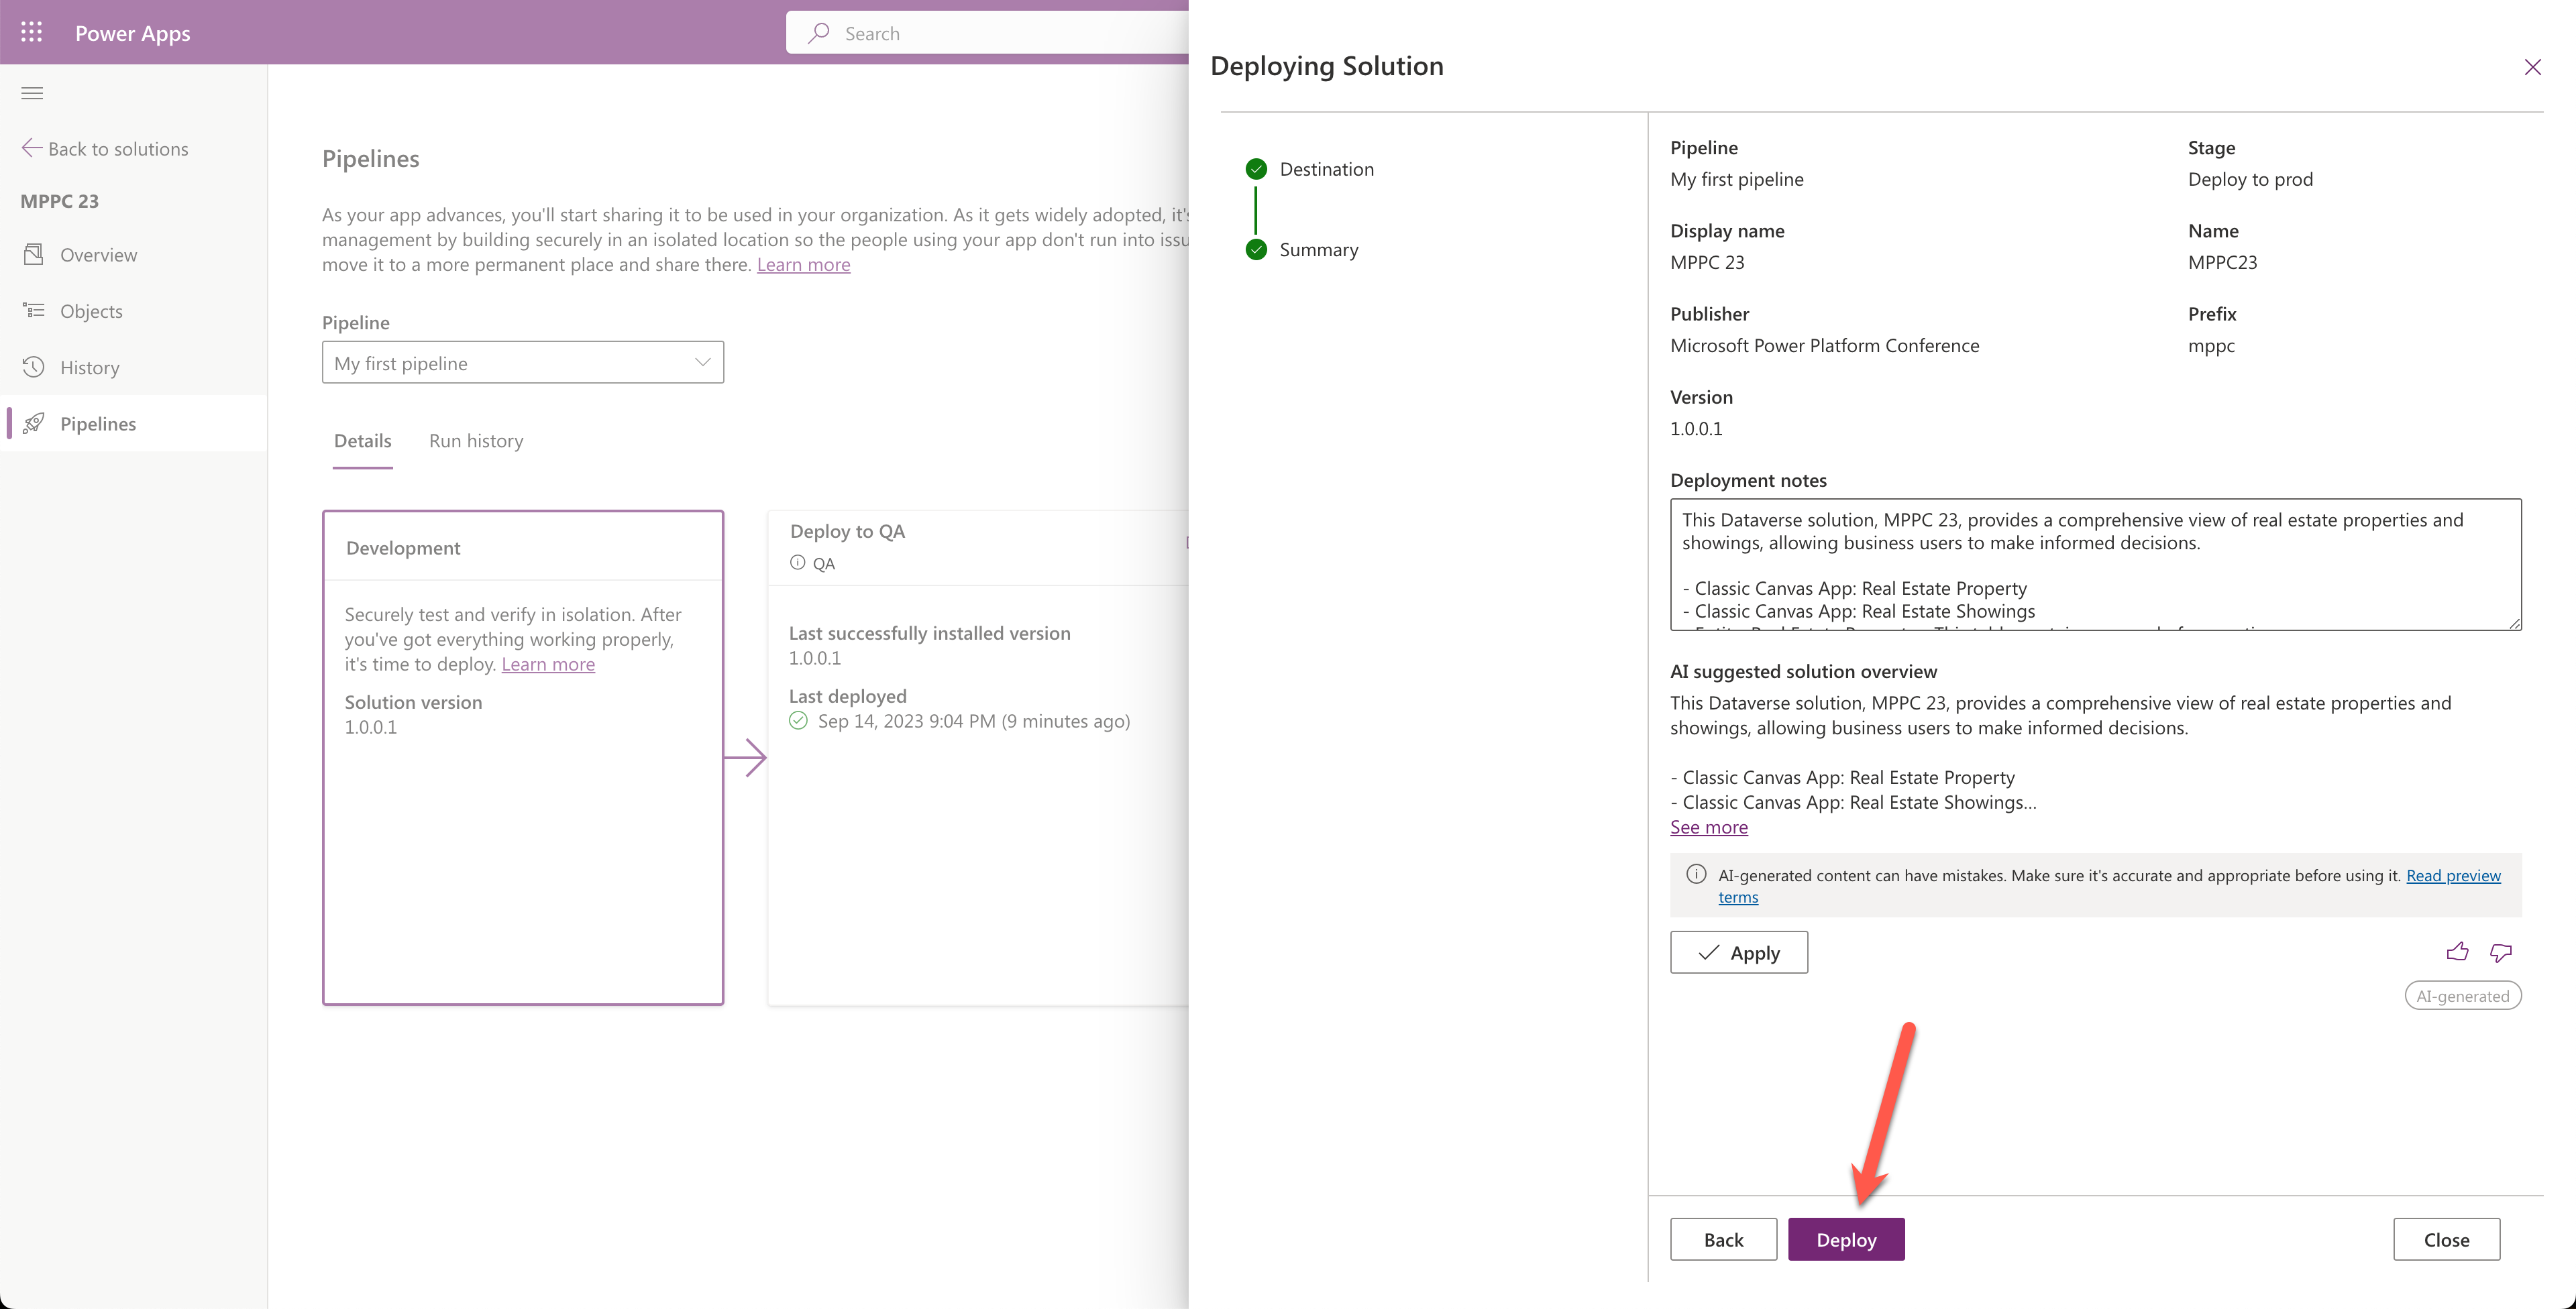 Power Apps
Search
Back to solutions
MPPC 23
Overview
Objects
History
Pipelines
Pipelines
As your app advances, you'll start sharing it to be used in your organization. As it gets widely adopted, it's
management by building securely in an isolated location so the people using your app don't run into issu
move it to a more permanent place and share there. Learn more
Pipeline
My first pipeline
Details
Run history
Development
Securely test and verify in isolation. After
you've got everything working properly,
it's time to deploy. Learn more
Solution version
1.0.0.1
Deploy to QA
QA
Last successfully installed version
1.0.0.1
Last deployed
Sep 14, 2023 9:04 PM (9 minutes ago)
Deploying Solution
Destination
Summary
Pipeline
My first pipeline
Stage
Deploy to prod
Display name
MPPC 23
Name
MPPC23
Publisher
Microsoft Power Platform Conference
Prefix
mppc
Version
1.0.0.1
Deployment notes
This Dataverse solution, MPPC 23, provides a comprehensive view of real estate properties and
showings, allowing business users to make informed decisions.
- Classic Canvas App: Real Estate Property
- Classic Canvas App: Real Estate Showings
AI suggested solution overview
This Dataverse solution, MPPC 23, provides a comprehensive view of real estate properties and
showings, allowing business users to make informed decisions.
- Classic Canvas App: Real Estate Property
- Classic Canvas App: Real Estate Showings...
See more
AI-generated content can have mistakes. Make sure it's accurate and appropriate before using it. Read preview
terms
Apply
AI-generated
Back
Deploy
Close